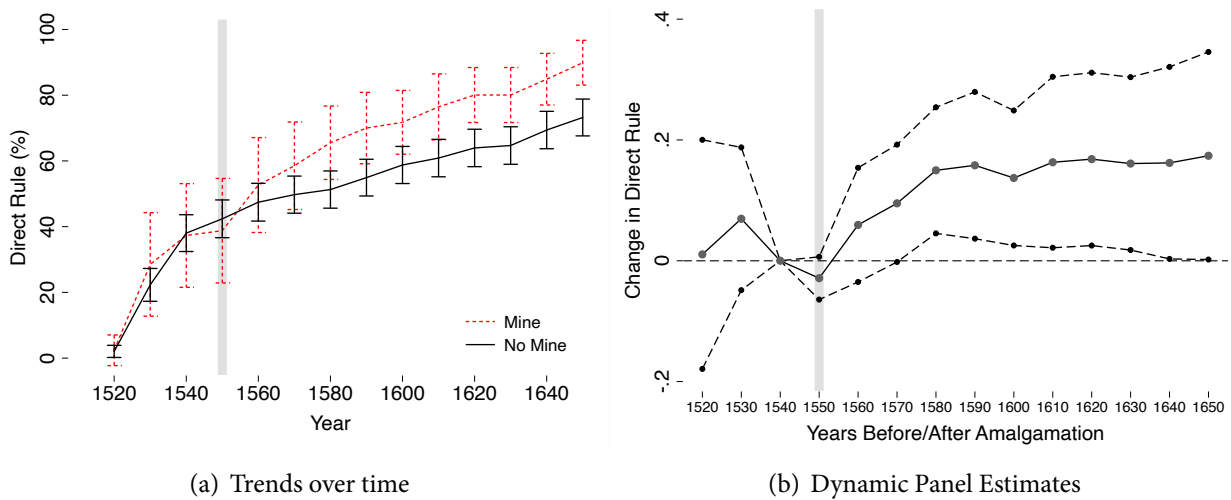 100
80
60
40
20
0
Direct Rule (%)
Mine
No Mine
1520 1540 1560 1580 1600 1620 1640
Year
(a) Trends over time
.4
.2
0
-.2
Change in Direct Rule
1520 1530 1540 1550 1560 1570 1580 1590 1600 1610 1620 1630 1640 1650
Years Before/After Amalgamation
(b) Dynamic Panel Estimates